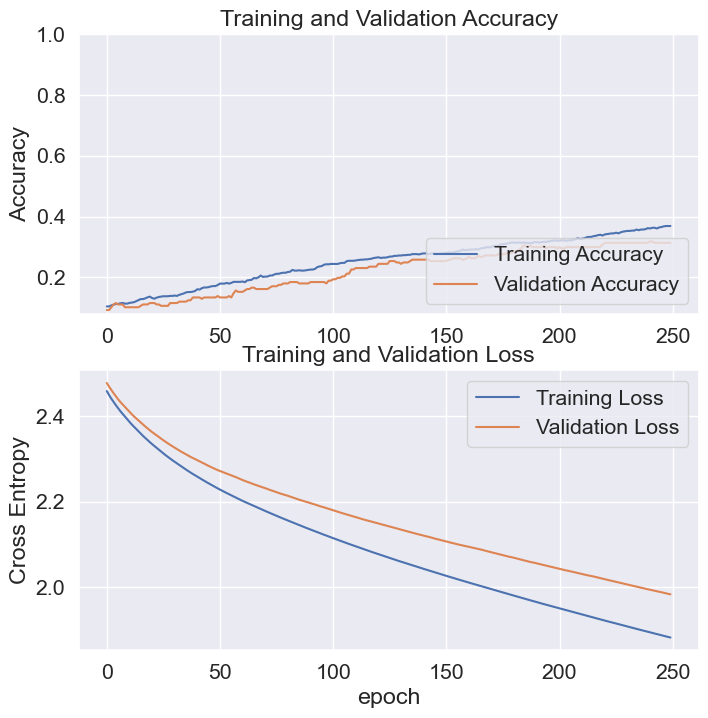 Training and Validation Accuracy
1.0
0.8
0.6
0.4
0.2
Accuracy
Training Accuracy
Validation Accuracy
0 50 100 150 200 250
Training and Validation Loss
2.4
2.2
2.0
Cross Entropy
Training Loss
Validation Loss
0 50 100 150 200 250
epoch